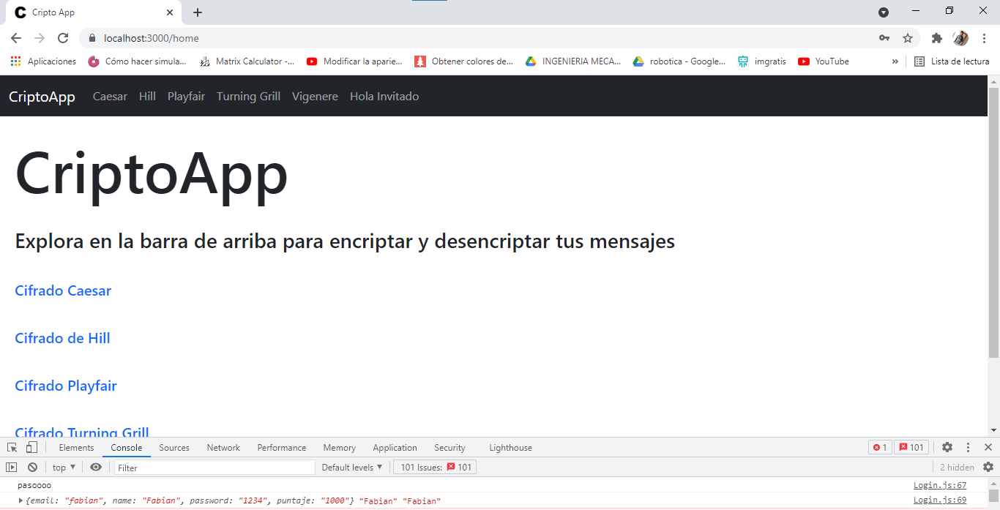 C Cripto App
localhost:3000/home
Aplicaciones Cómo hacer simula... Matrix Calculator -... Modificar la aparie... Obtener colores de... INGENIERIA MECA... robotica - Google... imgratis YouTube » Lista de lectura
CriptoApp Caesar Hill Playfair Turning Grill Vigenere Hola Invitado
CriptoApp
Explora en la barra de arriba para encriptar y desencriptar tus mensajes
Cifrado Caesar
Cifrado de Hill
Cifrado Playfair
Cifrado Turning Grill
Elements Console Sources Network Performance Memory Application Security Lighthouse 1 101
top Filter Default levels 101 Issues: 101 2 hidden
pasoooo Login.js:67
{email: "fabian", name: "Fabian", password: "1234", puntaje: "1000"} "Fabian" "Fabian" Login.js:69